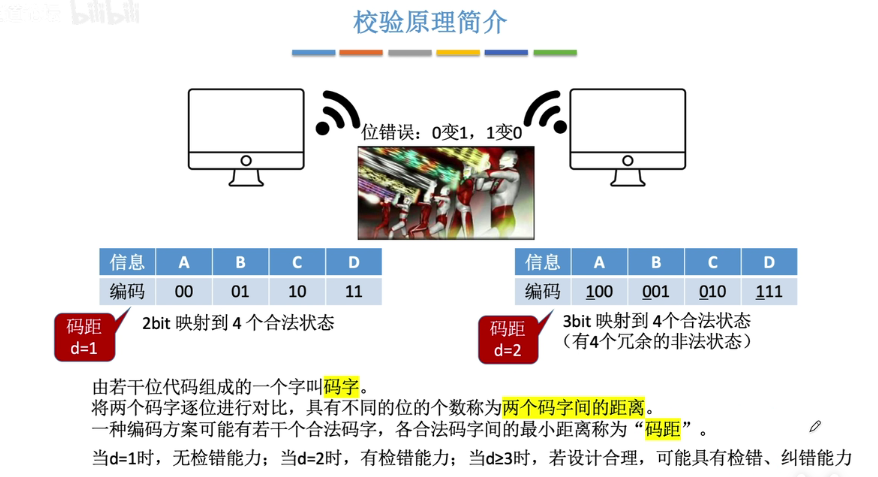 bilibili
校验原理简介
位错误：0变1，1变0
信息 A B C D
编码 00 01 10 11
信息 A B C D
编码 100 001 010 111
码距
d=1
2bit 映射到 4 个合法状态
码距
d=2
3bit 映射到 4个合法状态
（有4个冗余的非法状态）
由若干位代码组成的一个字叫码字。
将两个码字逐位进行对比，具有不同的位的个数称为两个码字间的距离。
一种编码方案可能有若干个合法码字，各合法码字间的最小距离称为“码距”。
当d=1时，无检错能力；当d=2时，有检错能力；当d≥3时，若设计合理，可能具有检错、纠错能力